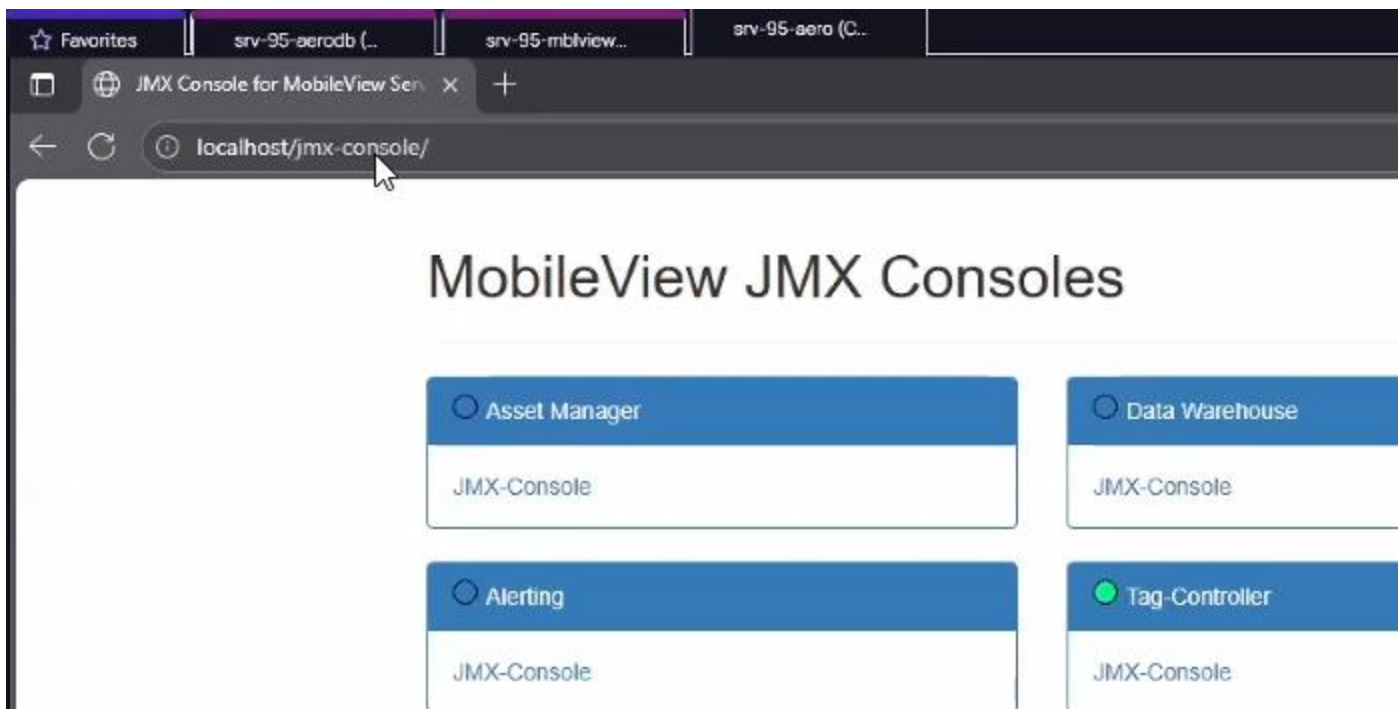 Favorites
srv-95-aerodb (...
srv-95-mblview...
srv-95-aero (C...
JMX Console for MobileView Ser
localhost/jmx-console/
MobileView JMX Consoles
Asset Manager
Data Warehouse
JMX-Console
JMX-Console
Alerting
Tag-Controller
JMX-Console
JMX-Console